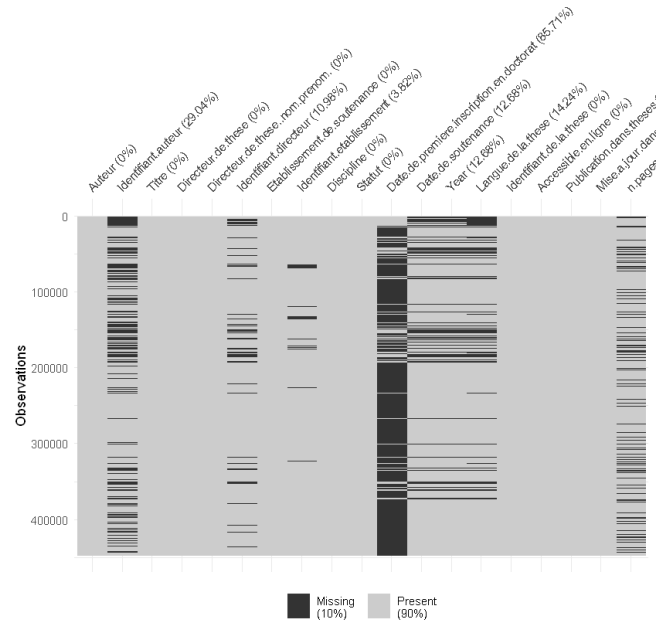 Auteur (0%)
Identifiant.auteur (29.04%)
Titre (0%)
Directeur.de.these (0%)
Directeur.de.these..nom.prenom. (0%)
Identifiant.directeur (10.98%)
Etablissement.de.soutenance (0%)
Identifiant.etablissement (3.82%)
Discipline (0%)
Statut (0%)
Date.de.premiere.inscription.en.doctorat (85.71%)
Date.de.soutenance (12.68%)
Year (12.68%)
Langue.de.la.these (14.24%)
Identifiant.de.la.these (0%)
Accessible.en.ligne (0%)
Publication.dans.theses.
Mise.a.jour.dans
n.pages
0
100000
200000
300000
400000
Observations
Missing
(10%)
Present
(90%)